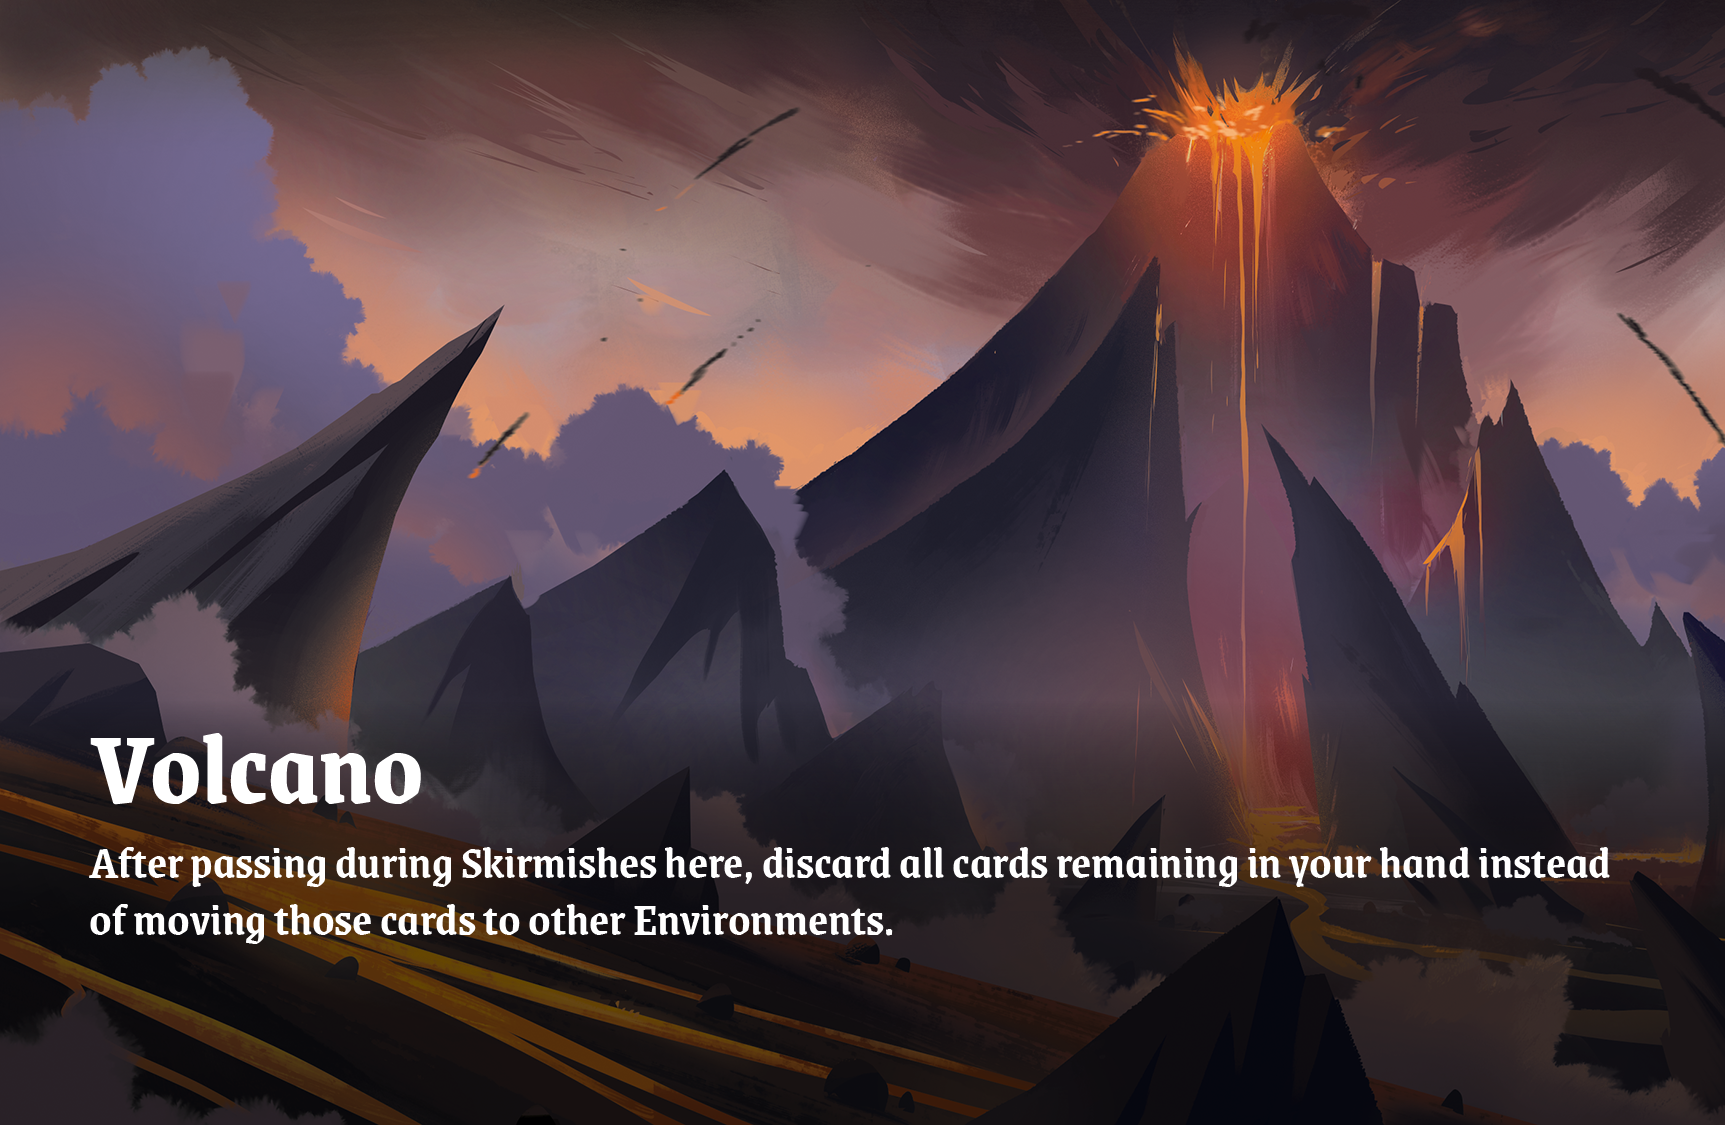 Volcano
After passing during Skirmishes here, discard all cards remaining in your hand instead
of moving those cards to other Environments.